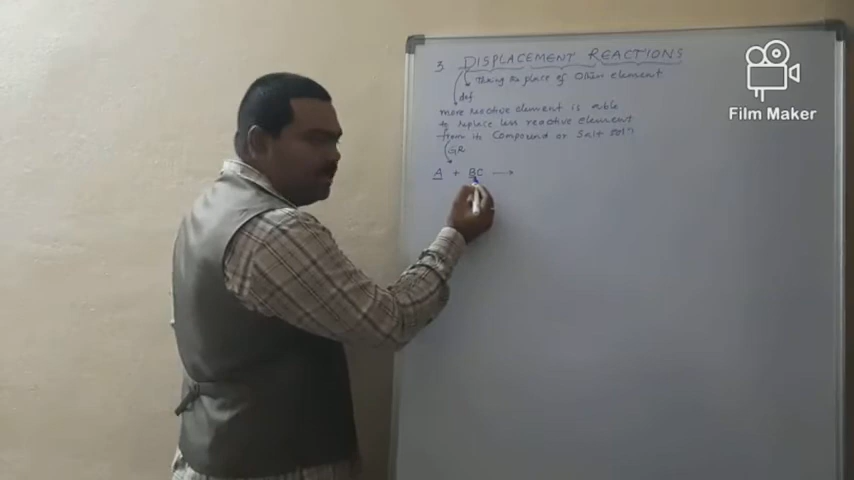 3. DISPLACEMENT REACTIONS
Taking the place of other element
def
more reactive element is able
to replace less reactive element
from its Compound or Salt solⁿ
GR
A + BC →
Film Maker